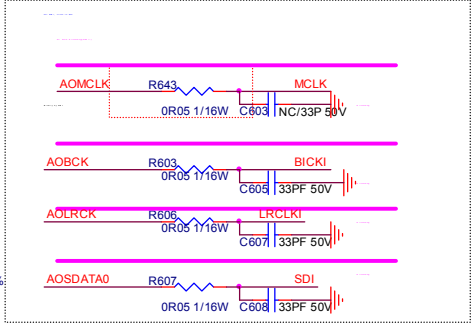 AOMCLK R643 MCLK
0R05 1/16W C603 NC/33P 50V
AOBCK R603 BICKI
0R05 1/16W C605 33PF 50V
AOLRCK R606 LRCLKI
0R05 1/16W C607 33PF 50V
AOSDATA0 R607 SDI
%
0R05 1/16W C608 33PF 50V